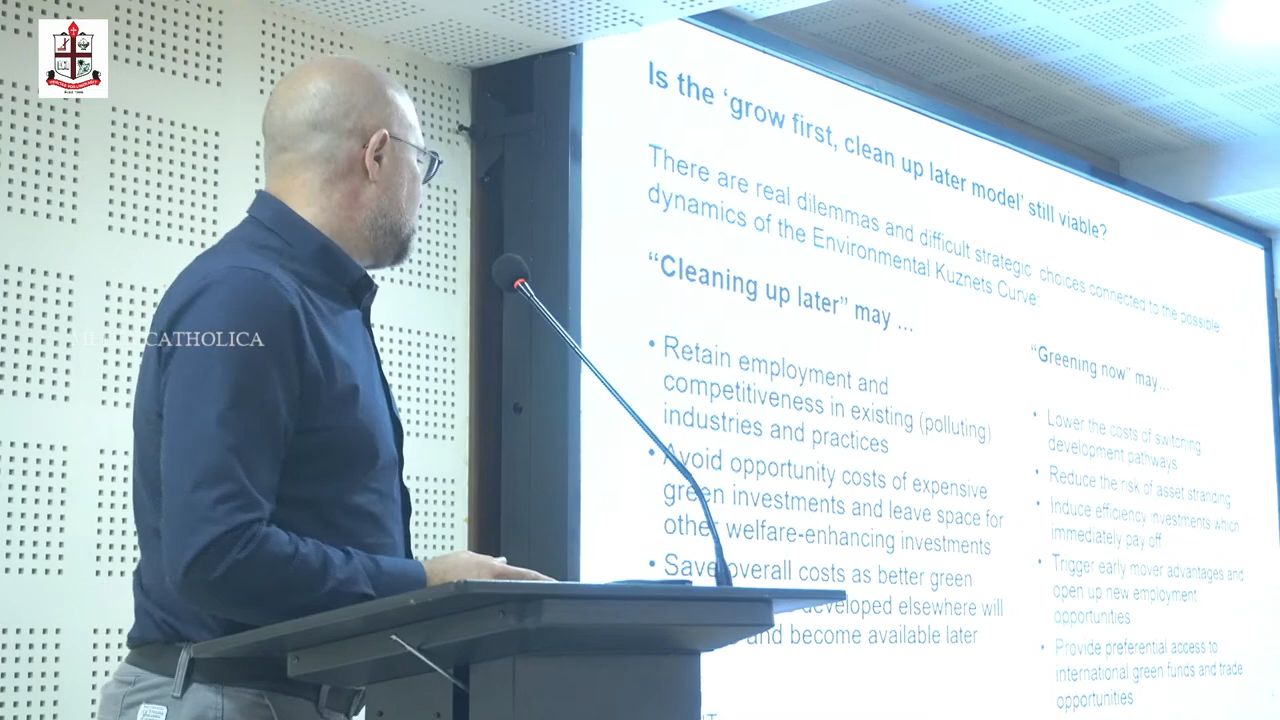 CATHOLICA
Is the ‘grow first, clean up later model’ still viable?
There are real dilemmas and difficult strategic choices connected to the possible
dynamics of the Environmental Kuznets Curve:
“Cleaning up later” may ...
• Retain employment and
competitiveness in existing (polluting)
industries and practices
• Avoid opportunity costs of expensive
green investments and leave space for
other welfare-enhancing investments
• Save overall costs as better green
developed elsewhere will
and become available later
“Greening now” may...
• Lower the costs of switching
development pathways
• Reduce the risk of asset stranding
• Induce efficiency investments which
immediately pay off
• Trigger early mover advantages and
open up new employment
opportunities
• Provide preferential access to
international green funds and trade
opportunities